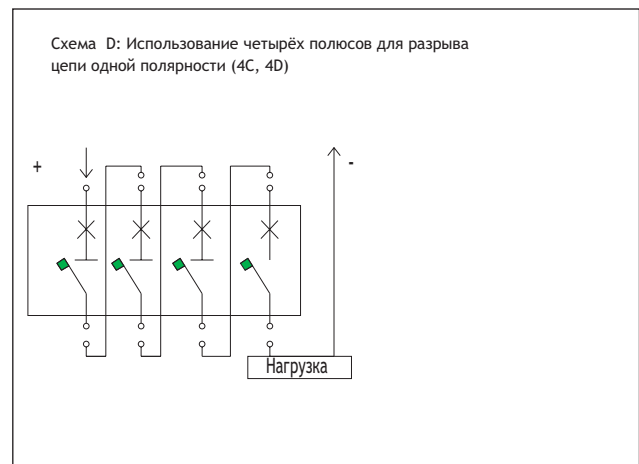 Схема D: Использование четырёх полюсов для разрыва
цепи одной полярности (4C, 4D)
+
-
Нагрузка